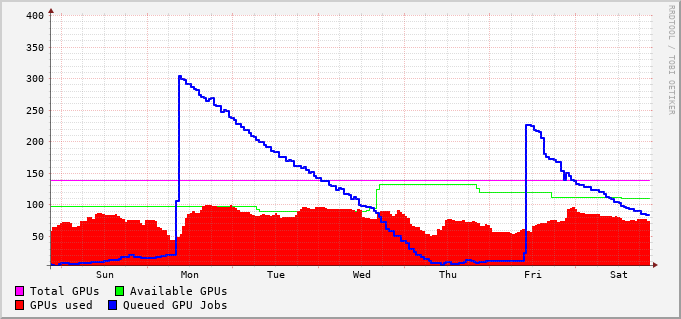 400
350
300
250
200
150
100
50
Sun Mon Tue Wed Thu Fri Sat
Total GPUs Available GPUs
GPUs used Queued GPU Jobs
RRDTOOL / TOBI OETIKER